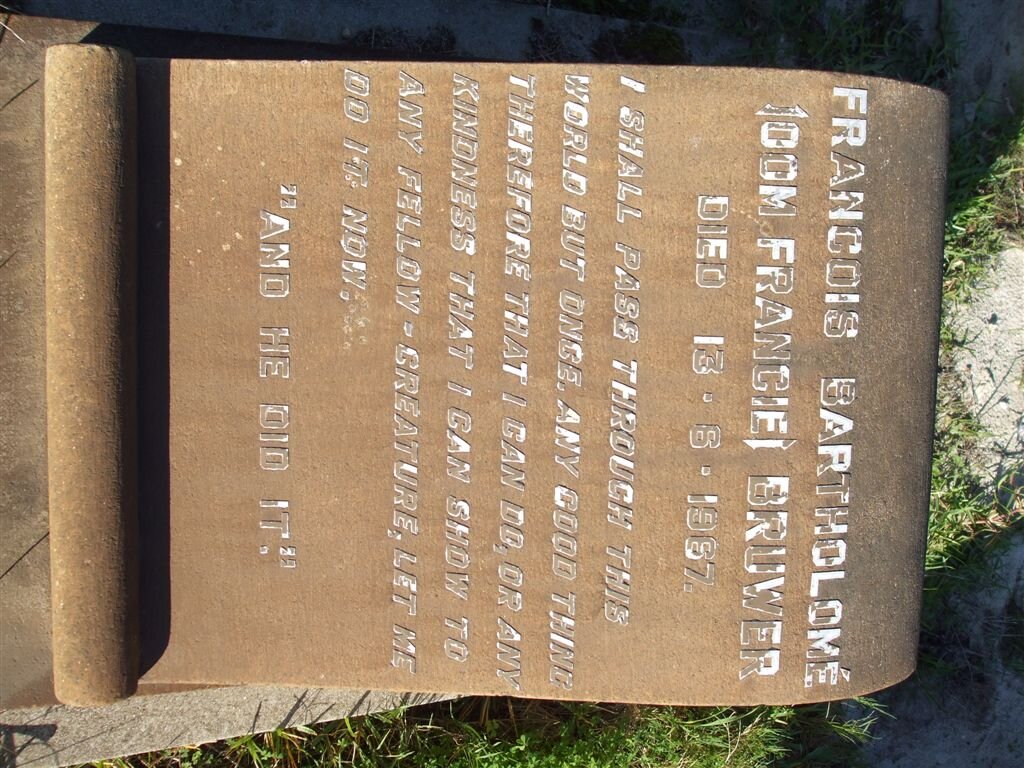 FRANCOIS BARTHOLOMÉ
(OOM FRANCIE) BRUWER
DIED 13·6·1967.
I SHALL PASS THROUGH THIS
WORLD BUT ONCE. ANY GOOD THING
THEREFORE THAT I CAN DO, OR ANY
KINDNESS THAT I CAN SHOW TO
ANY FELLOW-CREATURE, LET ME
DO IT NOW,
"AND HE DID IT."